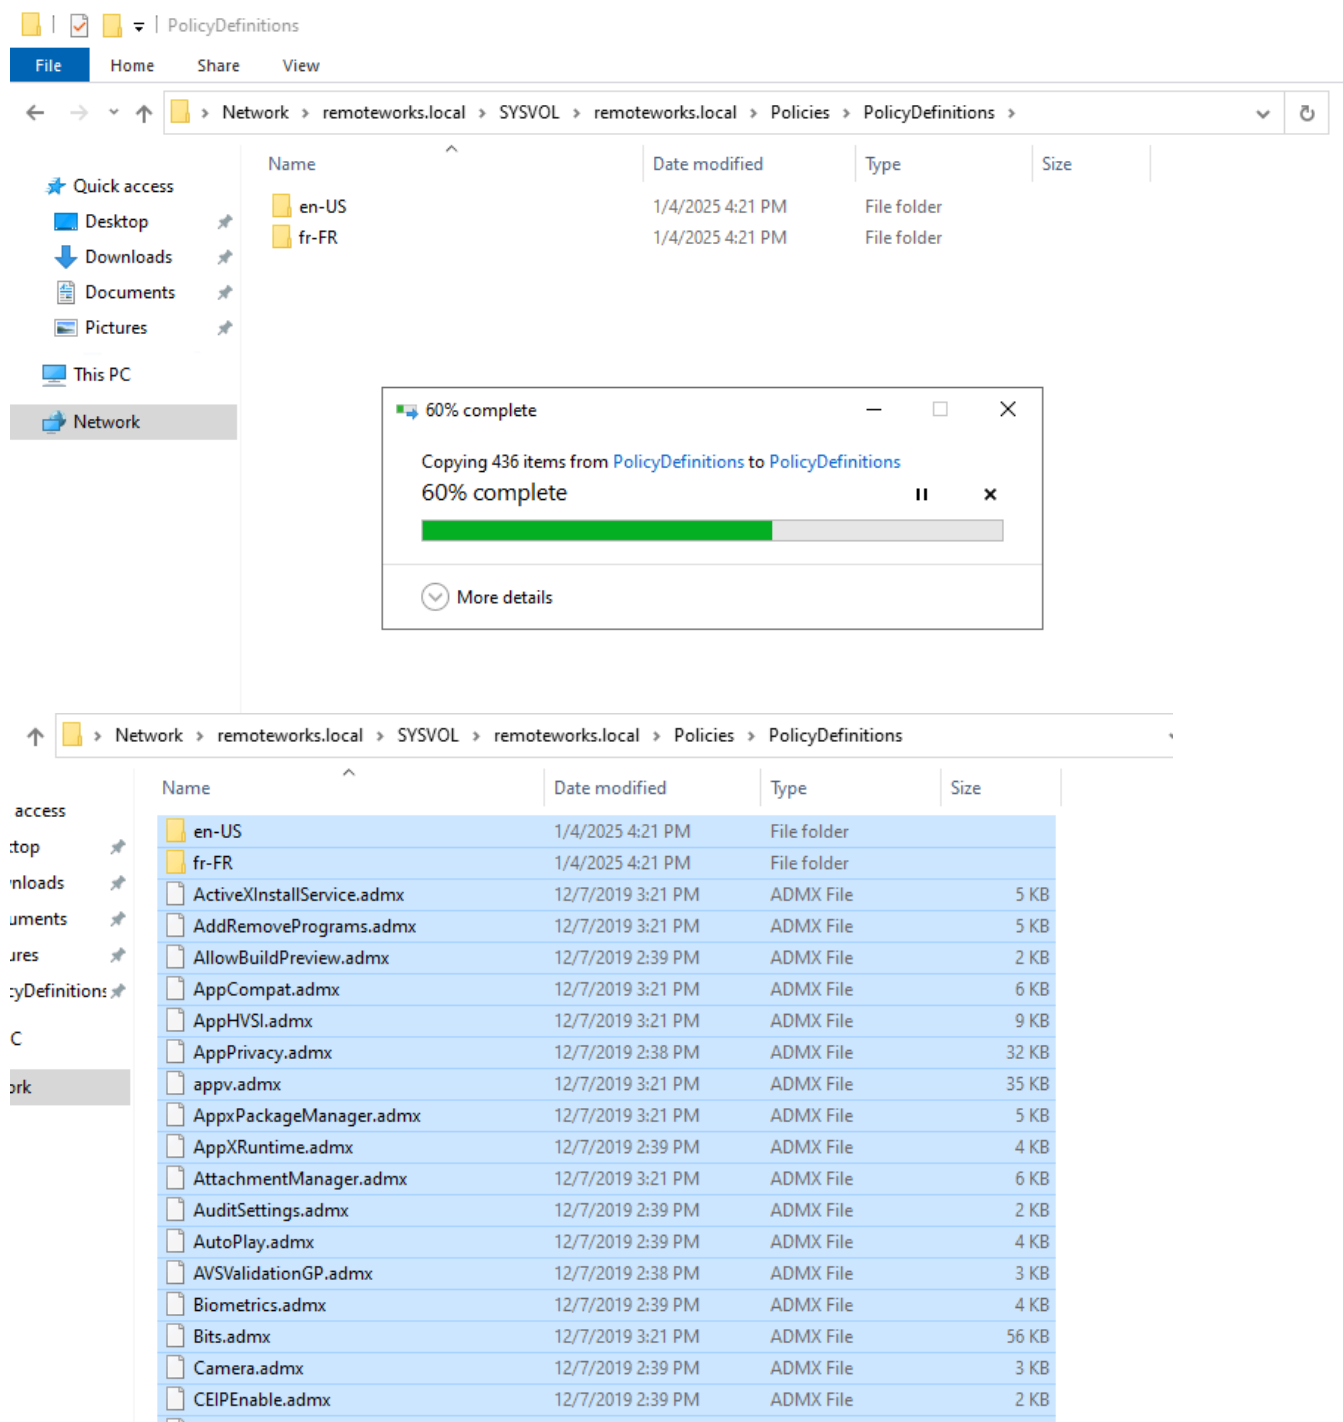 PolicyDefinitions
File Home Share View
Network remoteworks.local SYSVOL remoteworks.local Policies PolicyDefinitions
Name Date modified Type Size
Quick access
Desktop
Downloads
Documents
Pictures
This PC
Network
en-US 1/4/2025 4:21 PM File folder
fr-FR 1/4/2025 4:21 PM File folder
60% complete
Copying 436 items from PolicyDefinitions to PolicyDefinitions
60% complete
More details
Network remoteworks.local SYSVOL remoteworks.local Policies PolicyDefinitions
Name Date modified Type Size
access
ctop
nloads
uments
ures
cyDefinitions
C
ork
en-US 1/4/2025 4:21 PM File folder
fr-FR 1/4/2025 4:21 PM File folder
ActiveXInstallService.admx 12/7/2019 3:21 PM ADMX File 5 KB
AddRemovePrograms.admx 12/7/2019 3:21 PM ADMX File 5 KB
AllowBuildPreview.admx 12/7/2019 2:39 PM ADMX File 2 KB
AppCompat.admx 12/7/2019 3:21 PM ADMX File 6 KB
AppHVSI.admx 12/7/2019 3:21 PM ADMX File 9 KB
AppPrivacy.admx 12/7/2019 2:38 PM ADMX File 32 KB
appv.admx 12/7/2019 3:21 PM ADMX File 35 KB
AppxPackageManager.admx 12/7/2019 3:21 PM ADMX File 5 KB
AppXRuntime.admx 12/7/2019 2:39 PM ADMX File 4 KB
AttachmentManager.admx 12/7/2019 3:21 PM ADMX File 6 KB
AuditSettings.admx 12/7/2019 2:39 PM ADMX File 2 KB
AutoPlay.admx 12/7/2019 2:39 PM ADMX File 4 KB
AVSValidationGP.admx 12/7/2019 2:38 PM ADMX File 3 KB
Biometrics.admx 12/7/2019 2:39 PM ADMX File 4 KB
Bits.admx 12/7/2019 3:21 PM ADMX File 56 KB
Camera.admx 12/7/2019 2:39 PM ADMX File 3 KB
CEIPEnable.admx 12/7/2019 2:39 PM ADMX File 2 KB